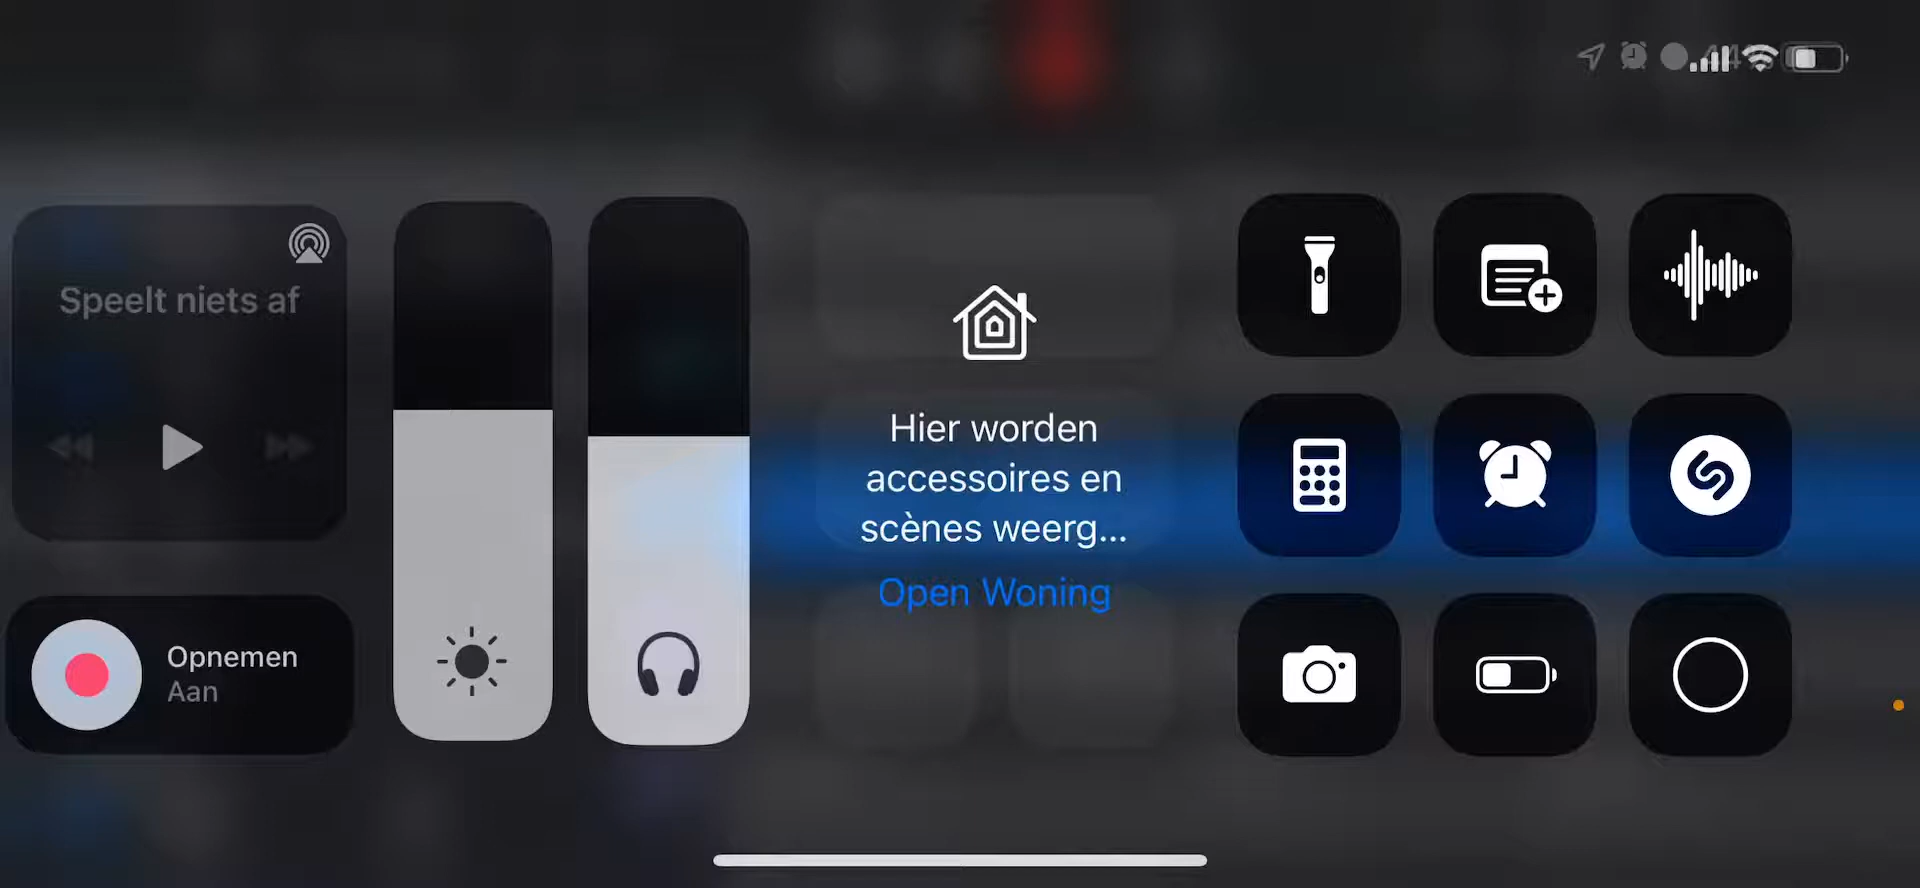 Speelt niets af
Opnemen
Aan
Hier worden
accessoires en
scènes weerg...
Open Woning